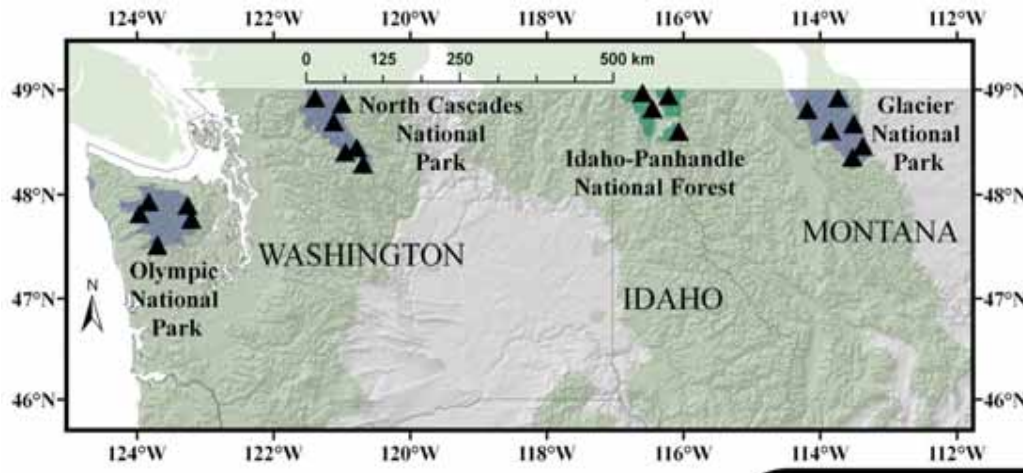 124°W 122°W 120°W 118°W 116°W 114°W 112°W
0 125 250 500 km
49°N 49°N
North Cascades
National
Park
Glacier
National
Park
Idaho-Panhandle
National Forest
48°N 48°N
MONTANA
WASHINGTON
Olympic
National
Park
N
47°N 47°N
IDAHO
46°N 46°N
124°W 122°W 120°W 118°W 116°W 114°W 112°W